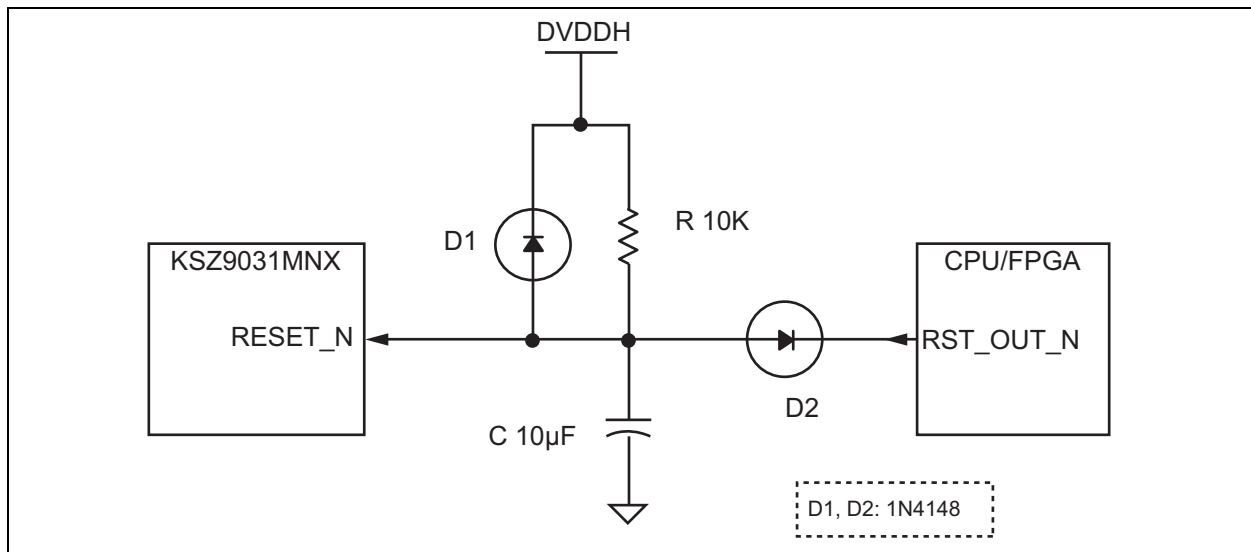 DVDDH
D1
R 10K
KSZ9031MNX
CPU/FPGA
RESET_N
RST_OUT_N
D2
C 10µF
D1, D2: 1N4148